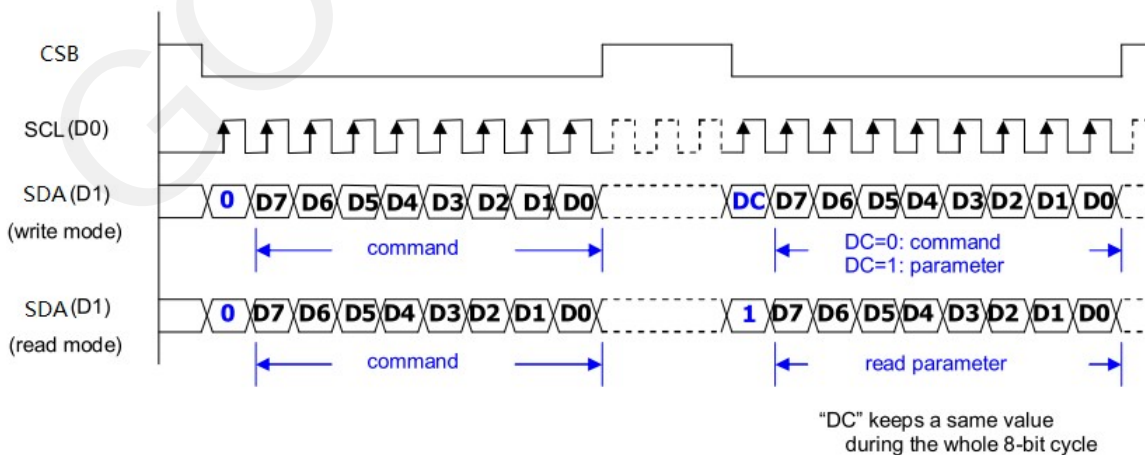 CSB
SCL(D0)
SDA(D1) 0 D7 D6 D5 D4 D3 D2 D1 D0 DC D7 D6 D5 D4 D3 D2 D1 D0
(write mode) command DC=0: command
DC=1: parameter
SDA(D1) 0 D7 D6 D5 D4 D3 D2 D1 D0 1 D7 D6 D5 D4 D3 D2 D1 D0
(read mode) command read parameter
“DC” keeps a same value
during the whole 8-bit cycle